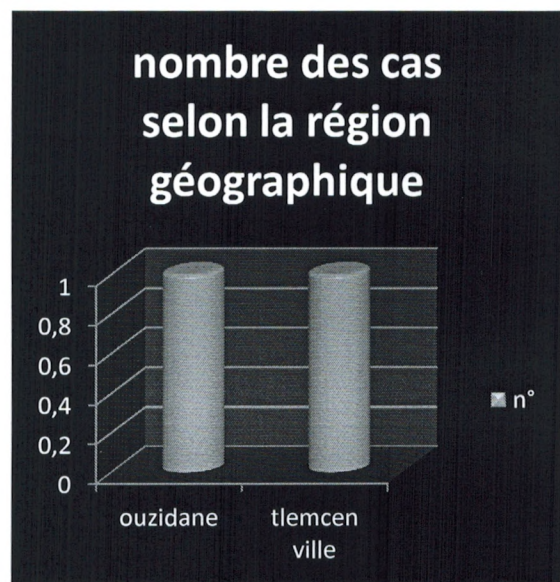 nombre des cas
selon la région
géographique
1
0,8
0,6
0,4
0,2
0
ouzidane
tlemcen
ville
n°